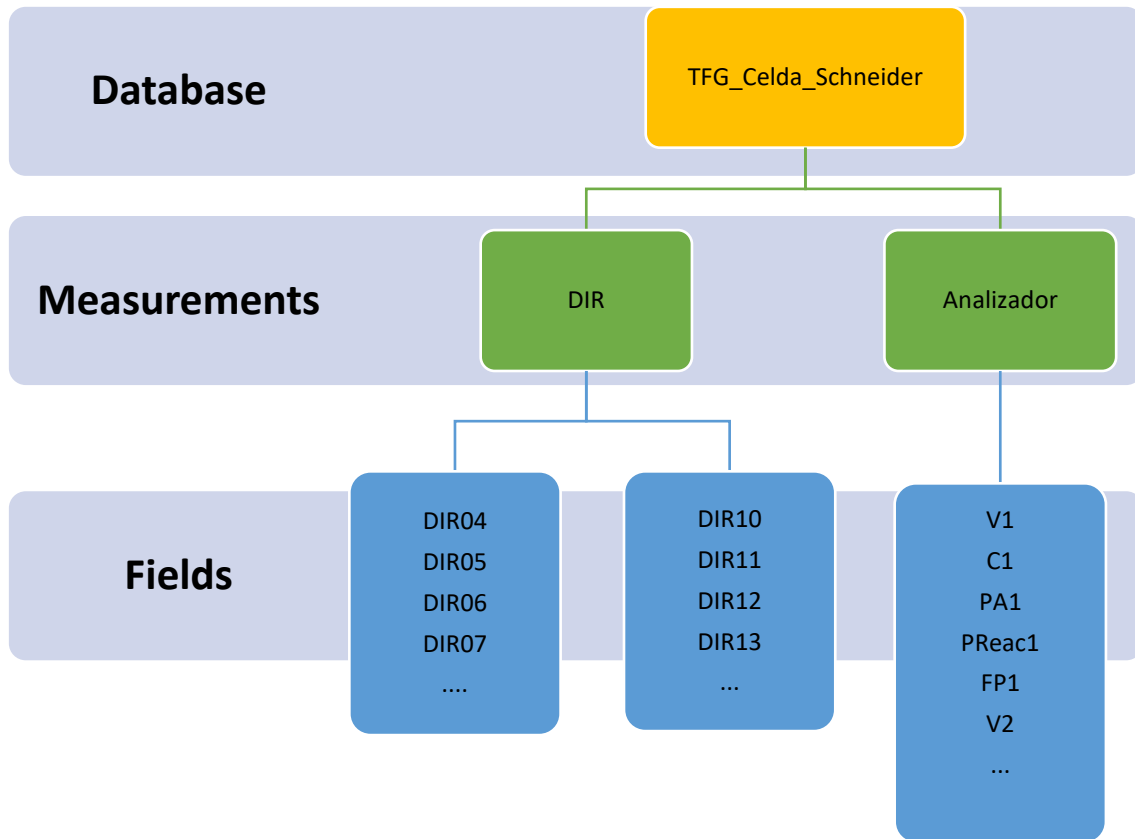 Database
TFG_Celda_Schneider
Measurements
DIR
Analizador
Fields
DIR04
DIR05
DIR06
DIR07
....
DIR10
DIR11
DIR12
DIR13
...
V1
C1
PA1
PReac1
FP1
V2
...